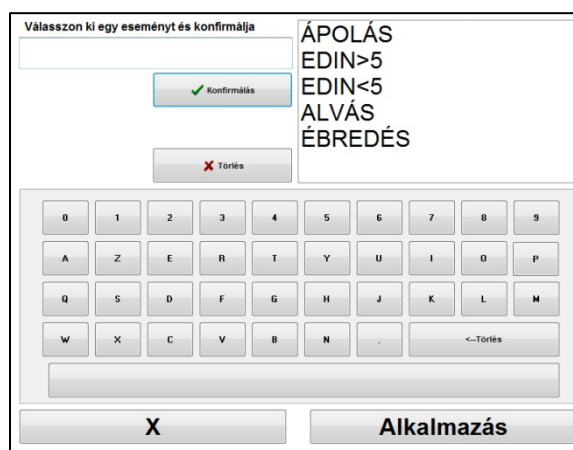 Válasszon ki egy eseményt és konfirmálja
Konfirmálás
Törlés
ÁPOLÁS
EDIN>5
EDIN<5
ALVÁS
ÉBREDÉS
0 1 2 3 4 5 6 7 8 9
A Z E R T Y U I O P
Q S D F G H J K L M
W X C V B N . <--Törlés
X Alkalmazás